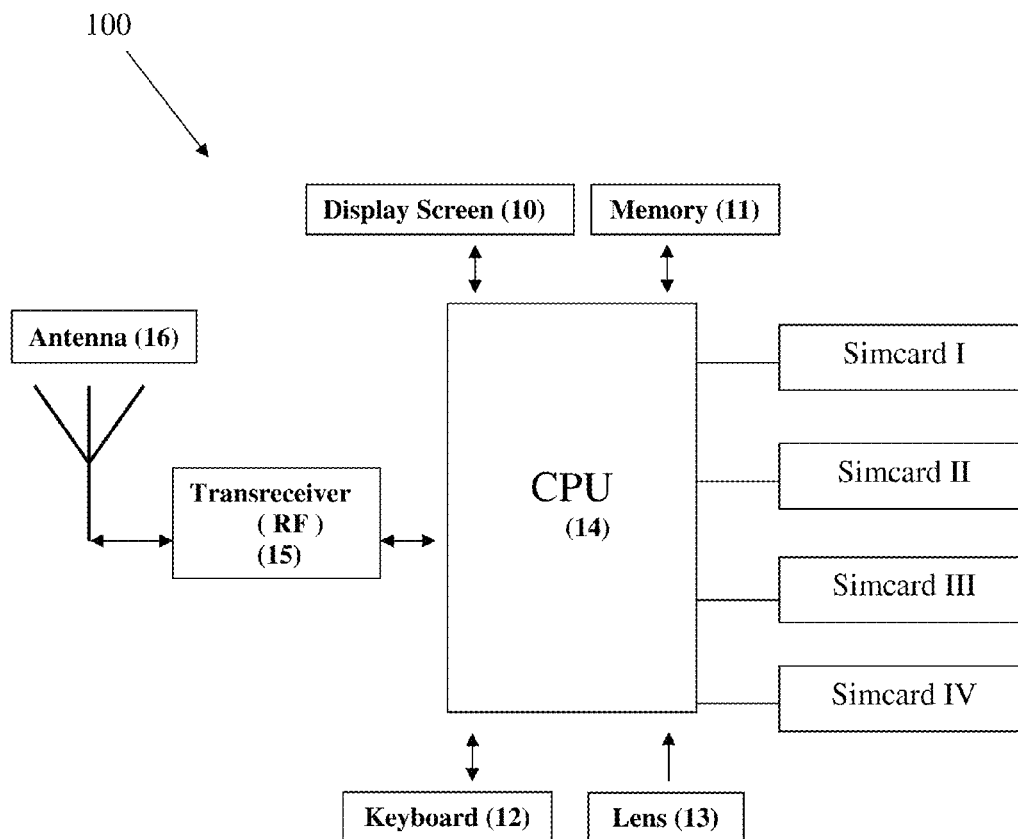 100
Display Screen (10)
Memory (11)
Antenna (16)
Simcard I
Simcard II
CPU
(14)
Transreceiver
( RF )
(15)
Simcard III
Simcard IV
Keyboard (12)
Lens (13)